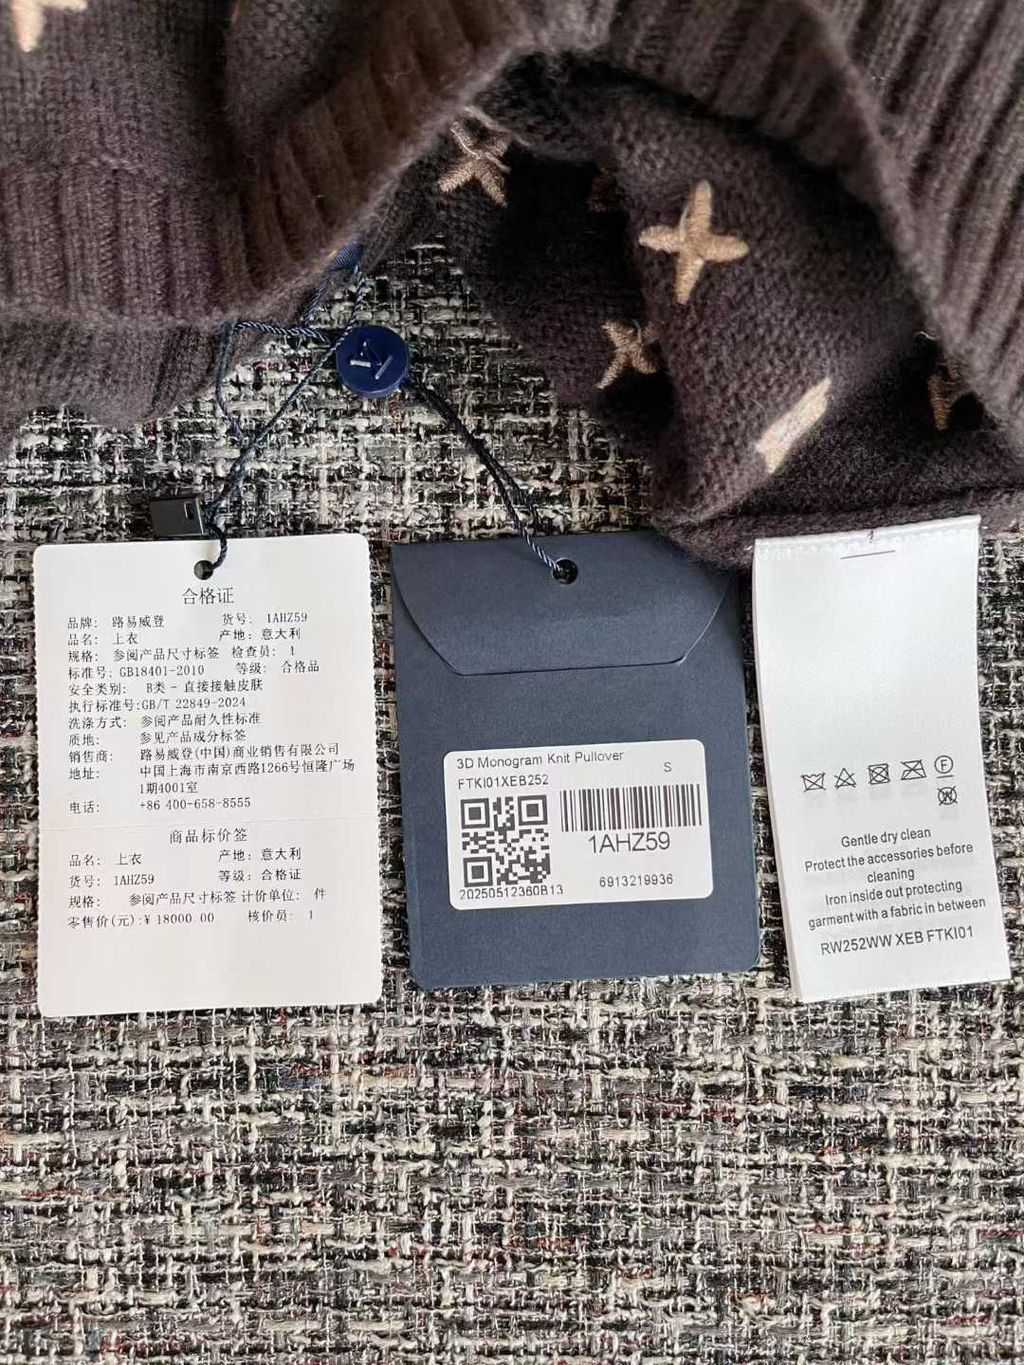 合格证
品牌: 路易威登 货号: 1AHZ59
品名: 上衣 产地: 意大利
规格: 参阅产品尺寸标签 检查员: 1
标准号: GB18401-2010 等级: 合格品
安全类别: B类 - 直接接触皮肤
执行标准号:GB/T 22849-2024
洗涤方式: 参阅产品耐久性标准
质地: 参见产品成分标签
销售商: 路易威登(中国)商业销售有限公司
地址: 中国上海市南京西路1266号恒隆广场
1期4001室
电话: +86 400-658-8555
商品标价签
品名: 上衣 产地: 意大利
货号: 1AHZ59 等级: 合格证
规格: 参阅产品尺寸标签 计价单位: 件
零售价(元):¥ 18000.00 核价员: 1
3D Monogram Knit Pullover
FTKI01XEB252 S
1AHZ59
20250512360B13 6913219936
F
W
Gentle dry clean
Protect the accessories before
cleaning
Iron inside out protecting
garment with a fabric in between
RW252WW XEB FTKI01